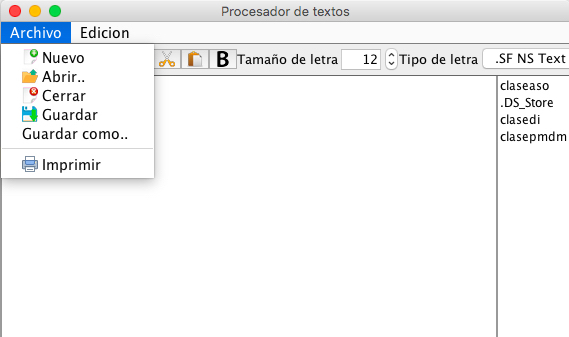 Procesador de textos
Archivo Edicion
B Tamaño de letra 12 Tipo de letra .SF NS Text
Nuevo
Abrir..
Cerrar
Guardar
Guardar como..
Imprimir
claseaso
.DS_Store
clasedi
clasepmdm